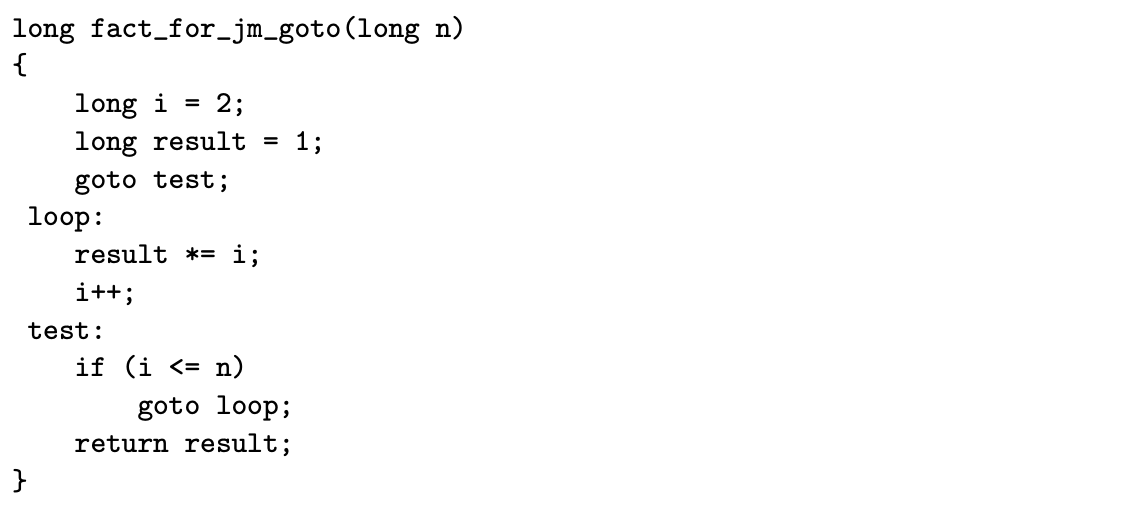 long fact_for_jm_goto(long n)
{
    long i = 2;
    long result = 1;
    goto test;
 loop:
    result *= i;
    i++;
 test:
    if (i <= n)
        goto loop;
    return result;
}